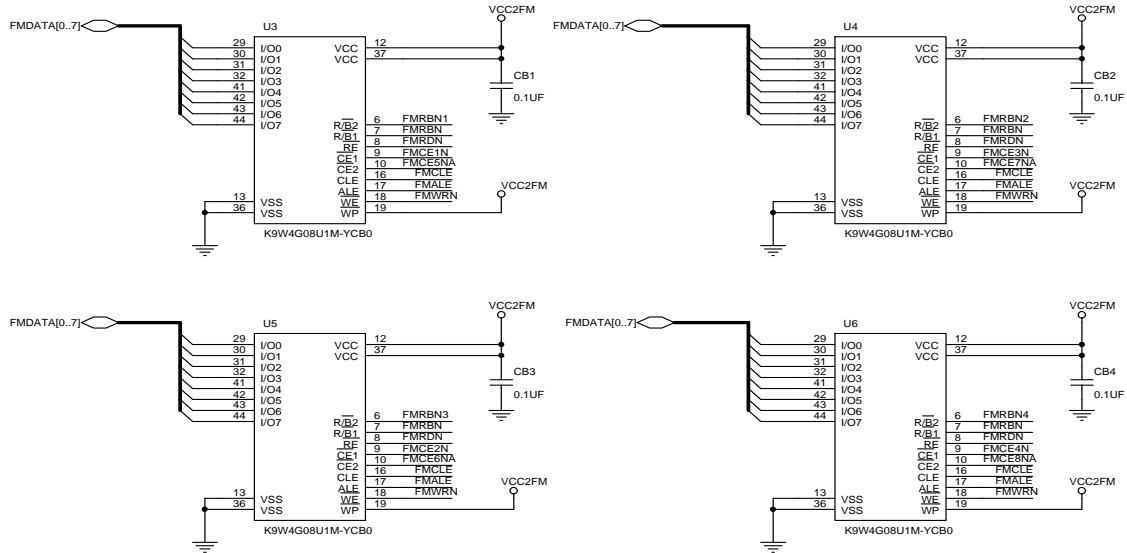 VCC2FM
FMDATA[0..7]
U3
29 I/O0 VCC 12
30 I/O1 VCC 37
31 I/O2
32 I/O3
41 I/O4
42 I/O5
43 I/O6
44 I/O7
CB1
0.1UF
R/B2 6 FMRBN1
R/B1 7 FMRBN
RE 8 FMRDN
CE1 9 FMCE1N
CE2 10 FMCE5NA
CLE 16 FMCLE
ALE 17 FMALE
13 VSS WE 18 FMWRN
36 VSS WP 19
VCC2FM
K9W4G08U1M-YCB0
VCC2FM
FMDATA[0..7]
U4
29 I/O0 VCC 12
30 I/O1 VCC 37
31 I/O2
32 I/O3
41 I/O4
42 I/O5
43 I/O6
44 I/O7
CB2
0.1UF
R/B2 6 FMRBN2
R/B1 7 FMRBN
RE 8 FMRDN
CE1 9 FMCE3N
CE2 10 FMCE7NA
CLE 16 FMCLE
ALE 17 FMALE
13 VSS WE 18 FMWRN
36 VSS WP 19
VCC2FM
K9W4G08U1M-YCB0
VCC2FM
FMDATA[0..7]
U5
29 I/O0 VCC 12
30 I/O1 VCC 37
31 I/O2
32 I/O3
41 I/O4
42 I/O5
43 I/O6
44 I/O7
CB3
0.1UF
R/B2 6 FMRBN3
R/B1 7 FMRBN
RE 8 FMRDN
CE1 9 FMCE2N
CE2 10 FMCE6NA
CLE 16 FMCLE
ALE 17 FMALE
13 VSS WE 18 FMWRN
36 VSS WP 19
VCC2FM
K9W4G08U1M-YCB0
VCC2FM
FMDATA[0..7]
U6
29 I/O0 VCC 12
30 I/O1 VCC 37
31 I/O2
32 I/O3
41 I/O4
42 I/O5
43 I/O6
44 I/O7
CB4
0.1UF
R/B2 6 FMRBN4
R/B1 7 FMRBN
RE 8 FMRDN
CE1 9 FMCE4N
CE2 10 FMCE8NA
CLE 16 FMCLE
ALE 17 FMALE
13 VSS WE 18 FMWRN
36 VSS WP 19
VCC2FM
K9W4G08U1M-YCB0